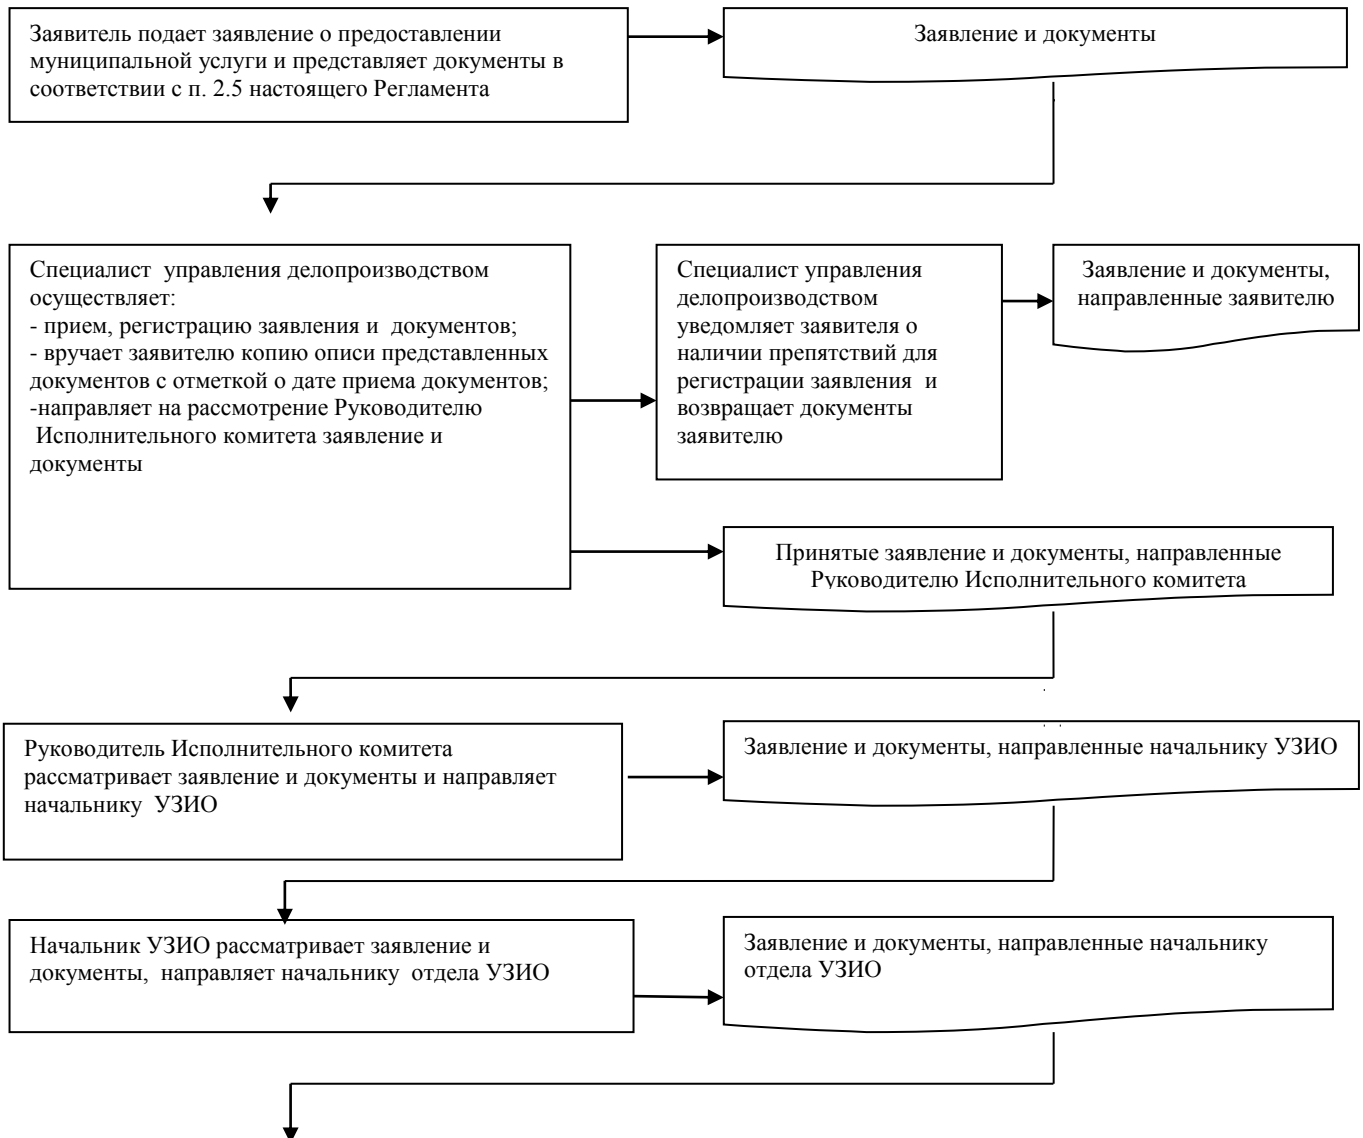 Заявитель подает заявление о предоставлении
муниципальной услуги и представляет документы в
соответствии с п. 2.5 настоящего Регламента
Заявление и документы
Специалист управления делопроизводством
осуществляет:
- прием, регистрацию заявления и документов;
- вручает заявителю копию описи представленных
документов с отметкой о дате приема документов;
-направляет на рассмотрение Руководителю
Исполнительного комитета заявление и
документы
Специалист управления
делопроизводством
уведомляет заявителя о
наличии препятствий для
регистрации заявления и
возвращает документы
заявителю
Заявление и документы,
направленные заявителю
Принятые заявление и документы, направленные
Руководителю Исполнительного комитета
Руководитель Исполнительного комитета
рассматривает заявление и документы и направляет
начальнику УЗИО
Заявление и документы, направленные начальнику УЗИО
Начальник УЗИО рассматривает заявление и
документы, направляет начальнику отдела УЗИО
Заявление и документы, направленные начальнику
отдела УЗИО